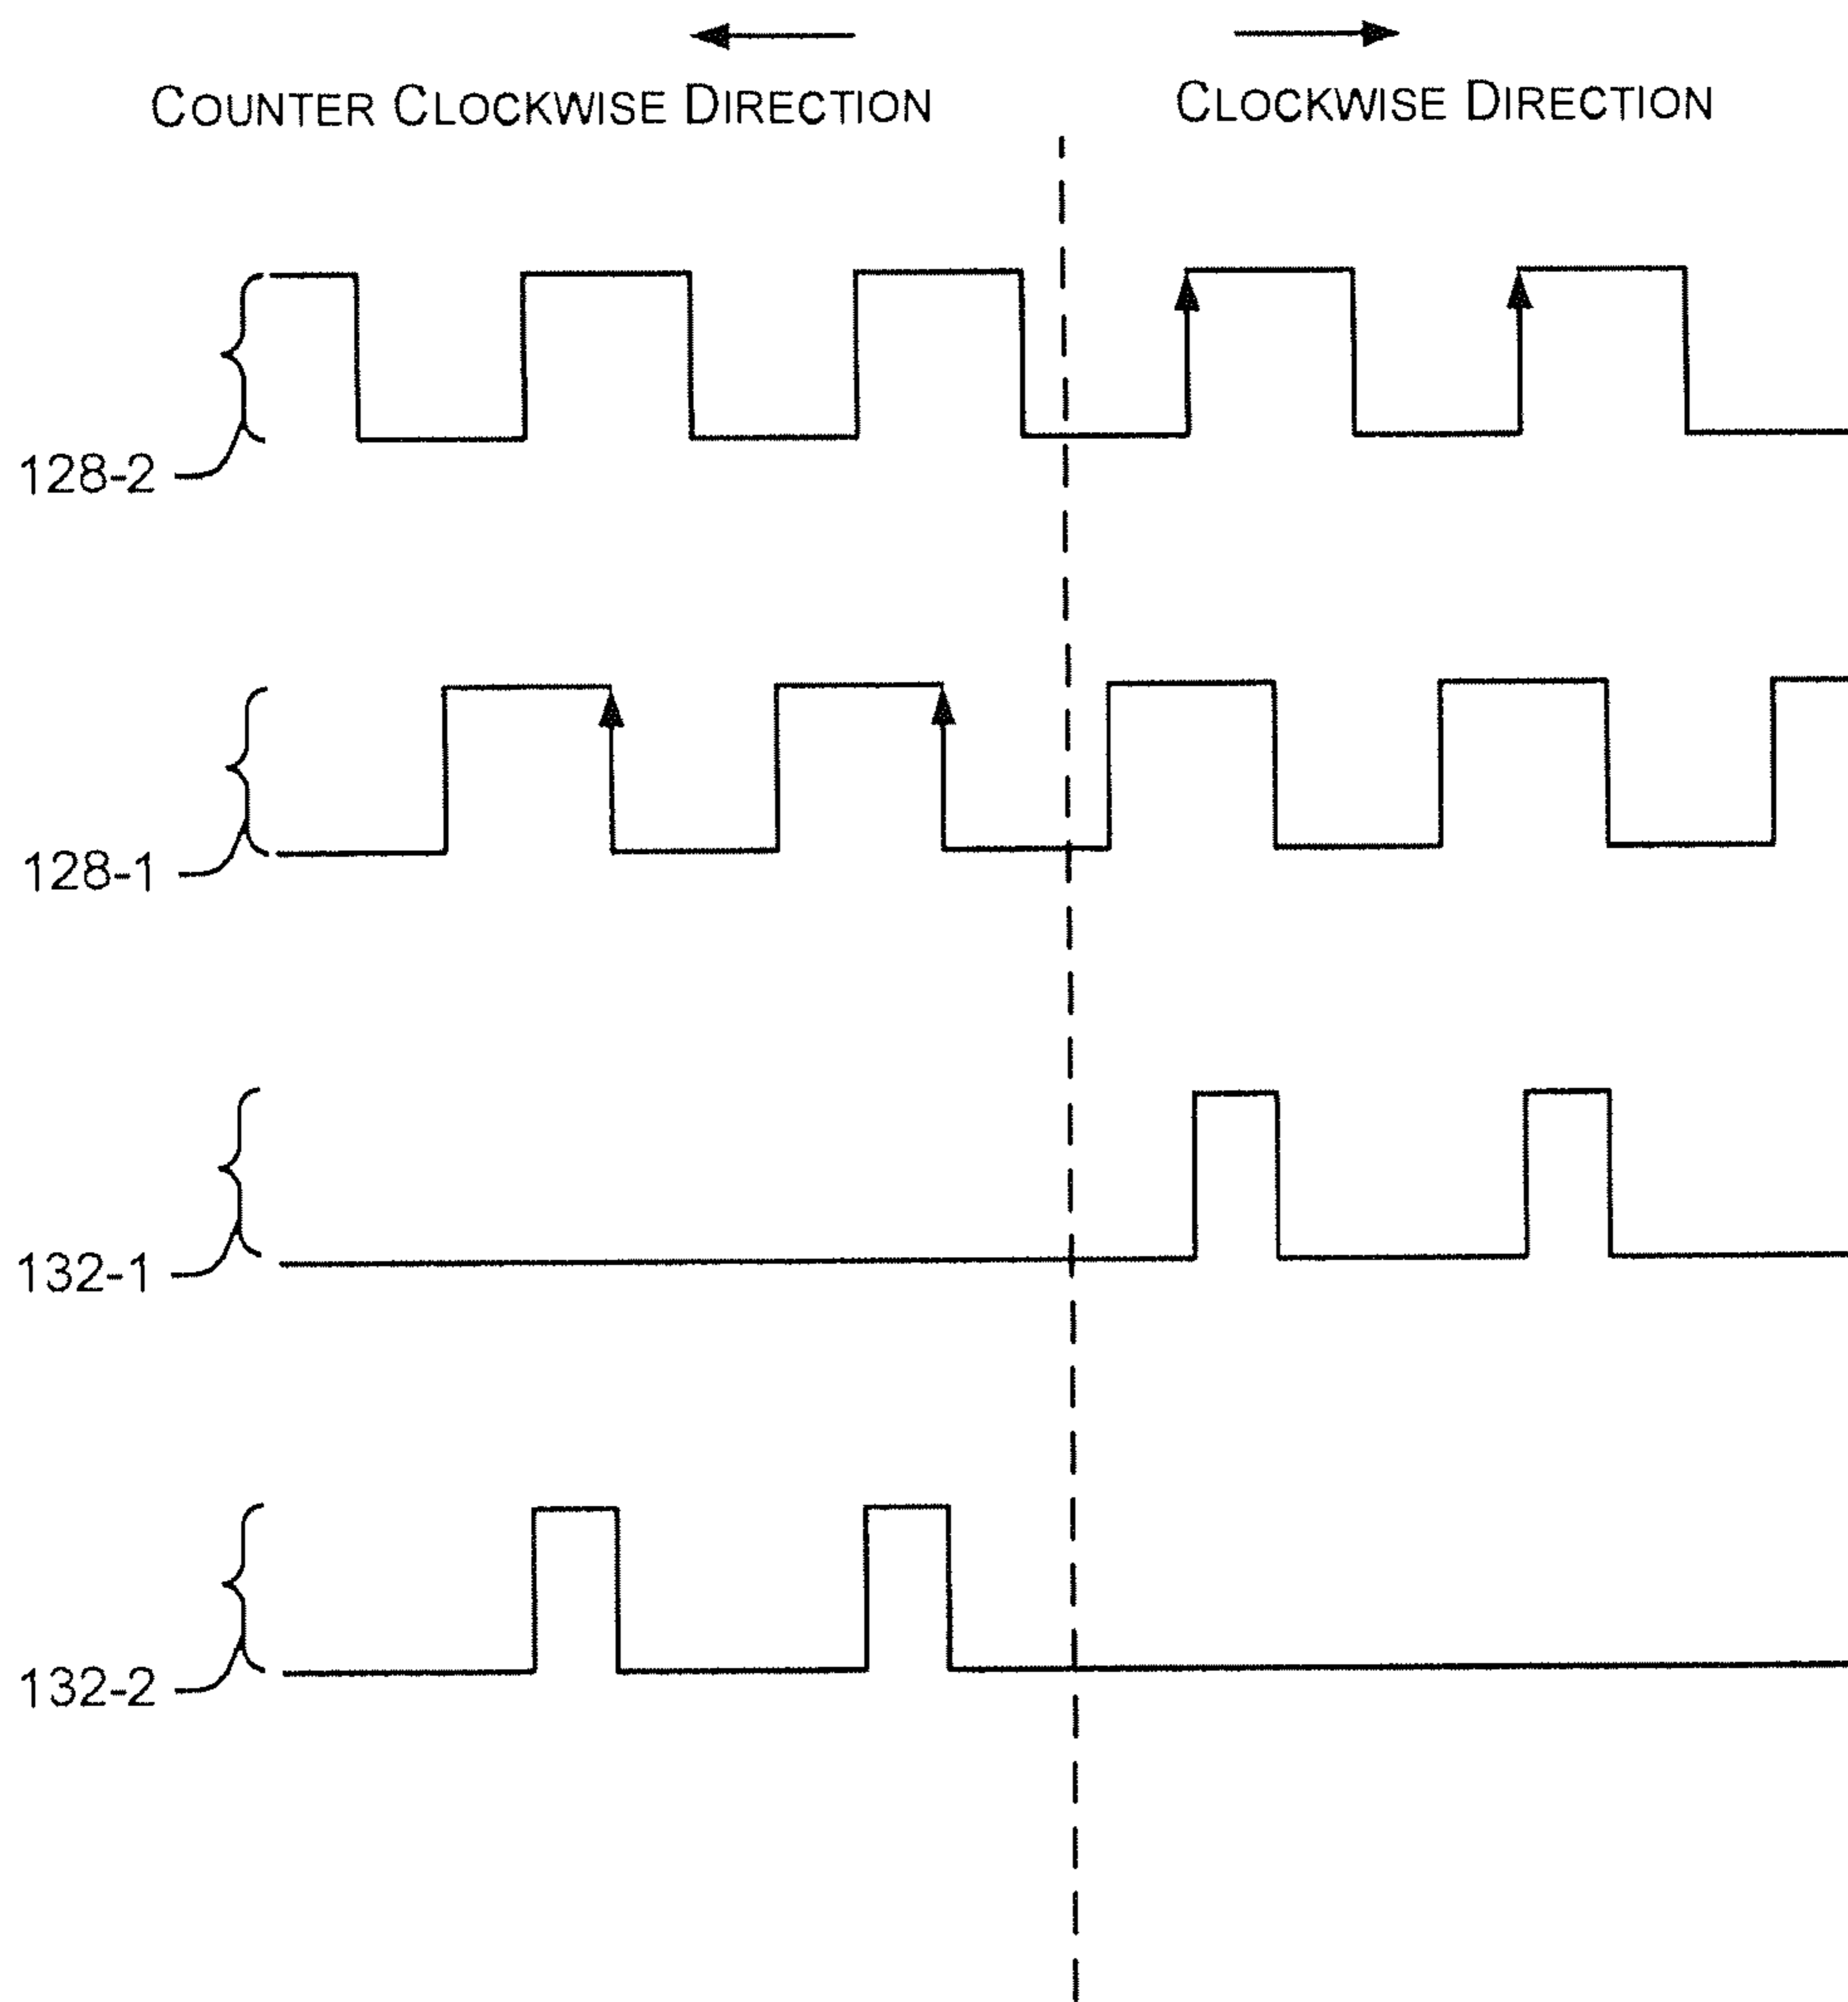 COUNTER CLOCKWISE DIRECTION
CLOCKWISE DIRECTION
128-2
128-1
132-1
132-2